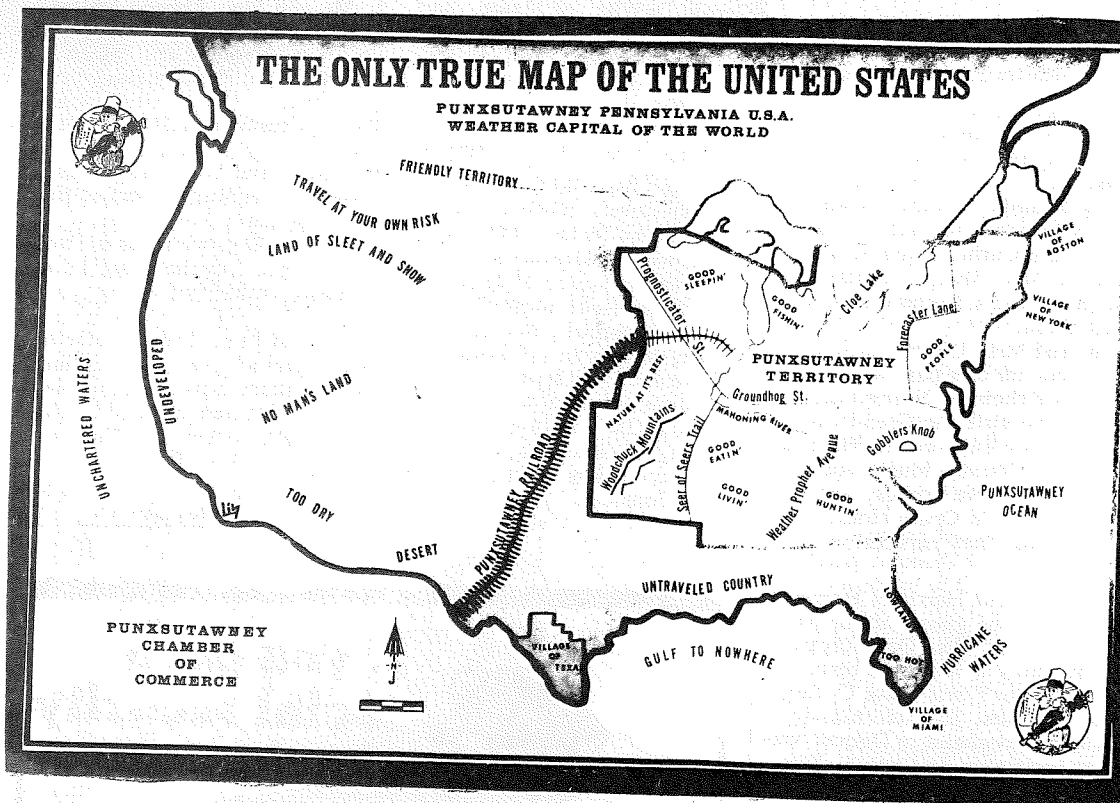 THE ONLY TRUE MAP OF THE UNITED STATES
PUNXSUTAWNEY PENNSYLVANIA U.S.A.
WEATHER CAPITAL OF THE WORLD
FRIENDLY TERRITORY
TRAVEL AT YOUR OWN RISK
LAND OF SLEET AND SNOW
VILLAGE
OF
BOSTON
Prognosticator St.
GOOD
SLEEPIN'
GOOD
FISHIN'
Cloe Lake
Forecaster Lane
VILLAGE
OF
NEW YORK
GOOD
PEOPLE
UNCHARTERED WATERS
UNDEVELOPED
NO MAN'S LAND
PUNXSUTAWNEY
TERRITORY
NATURE AT IT'S BEST
Groundhog St.
MAHONING RIVER
Woodchuck Mountains
Seer of Seers Trail
GOOD
EATIN'
GOOD
LIVIN'
Weather Prophet Avenue
GOOD
HUNTIN'
Gobblers Knob
PUNXSUTAWNEY
OCEAN
TOO DRY
DESERT
PUNXSUTAWNEY RAILROAD
UNTRAVELED COUNTRY
LOWLANDS
HURRICANE
WATERS
PUNXSUTAWNEY
CHAMBER
OF
COMMERCE
N
VILLAGE
OF
TEXAS
GULF TO NOWHERE
TOO HOT
VILLAGE
OF
MIAMI